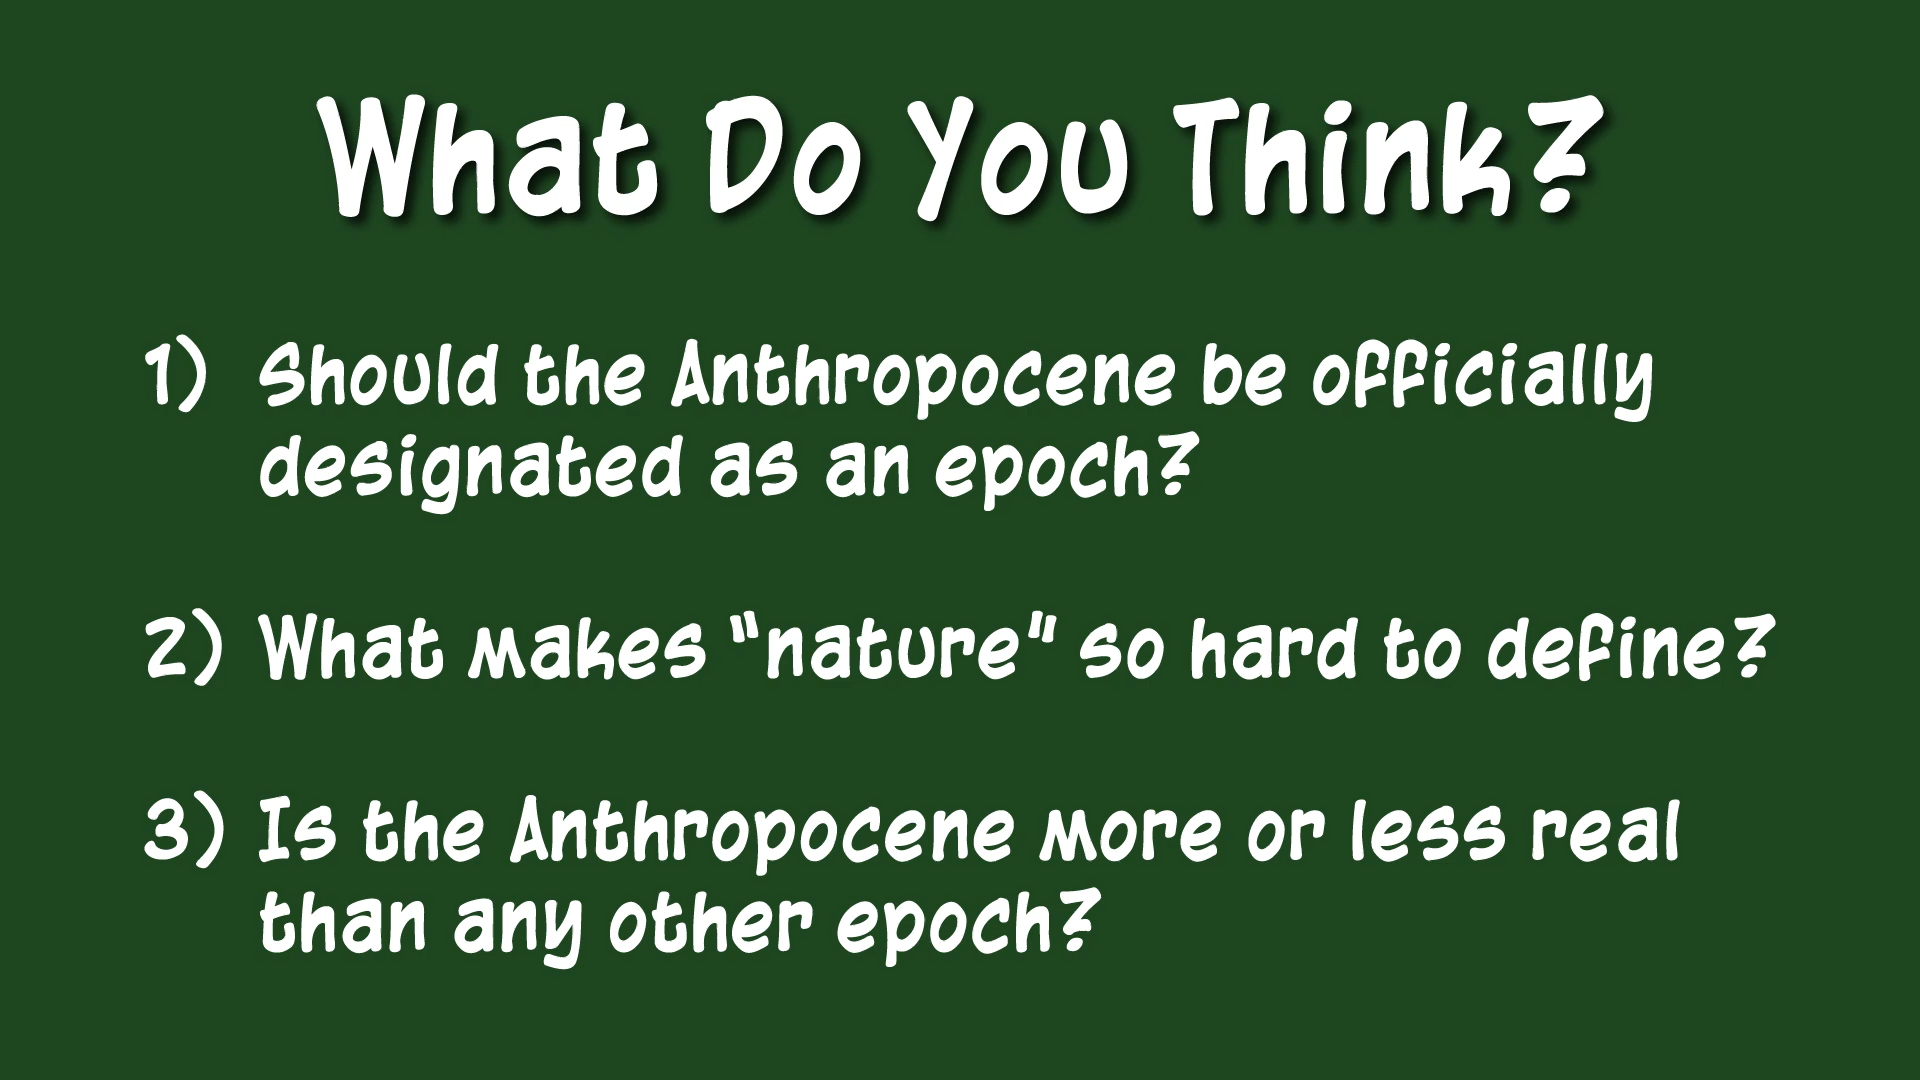 What Do You Think?
1) Should the Anthropocene be officially
designated as an epoch?
2) What makes "nature" so hard to define?
3) Is the Anthropocene more or less real
than any other epoch?